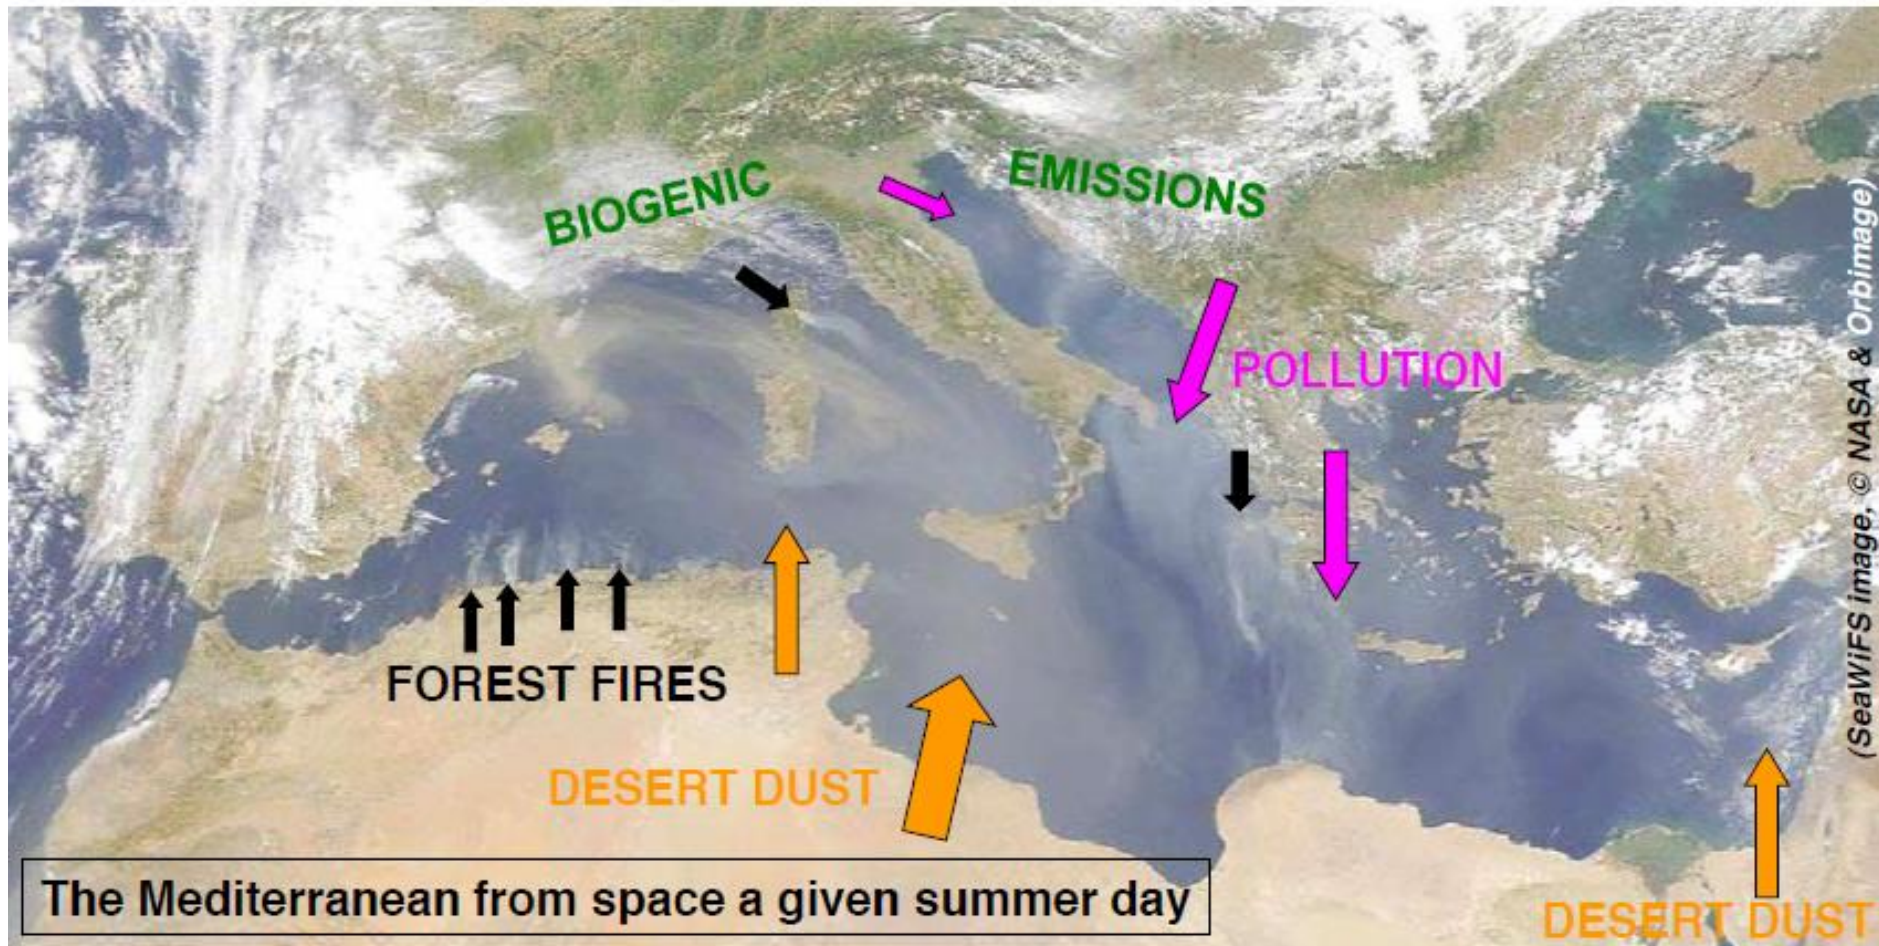 BIOGENIC
EMISSIONS
POLLUTION
FOREST FIRES
DESERT DUST
DESERT DUST
The Mediterranean from space a given summer day
(SeaWiFS image, © NASA & Orbimage)